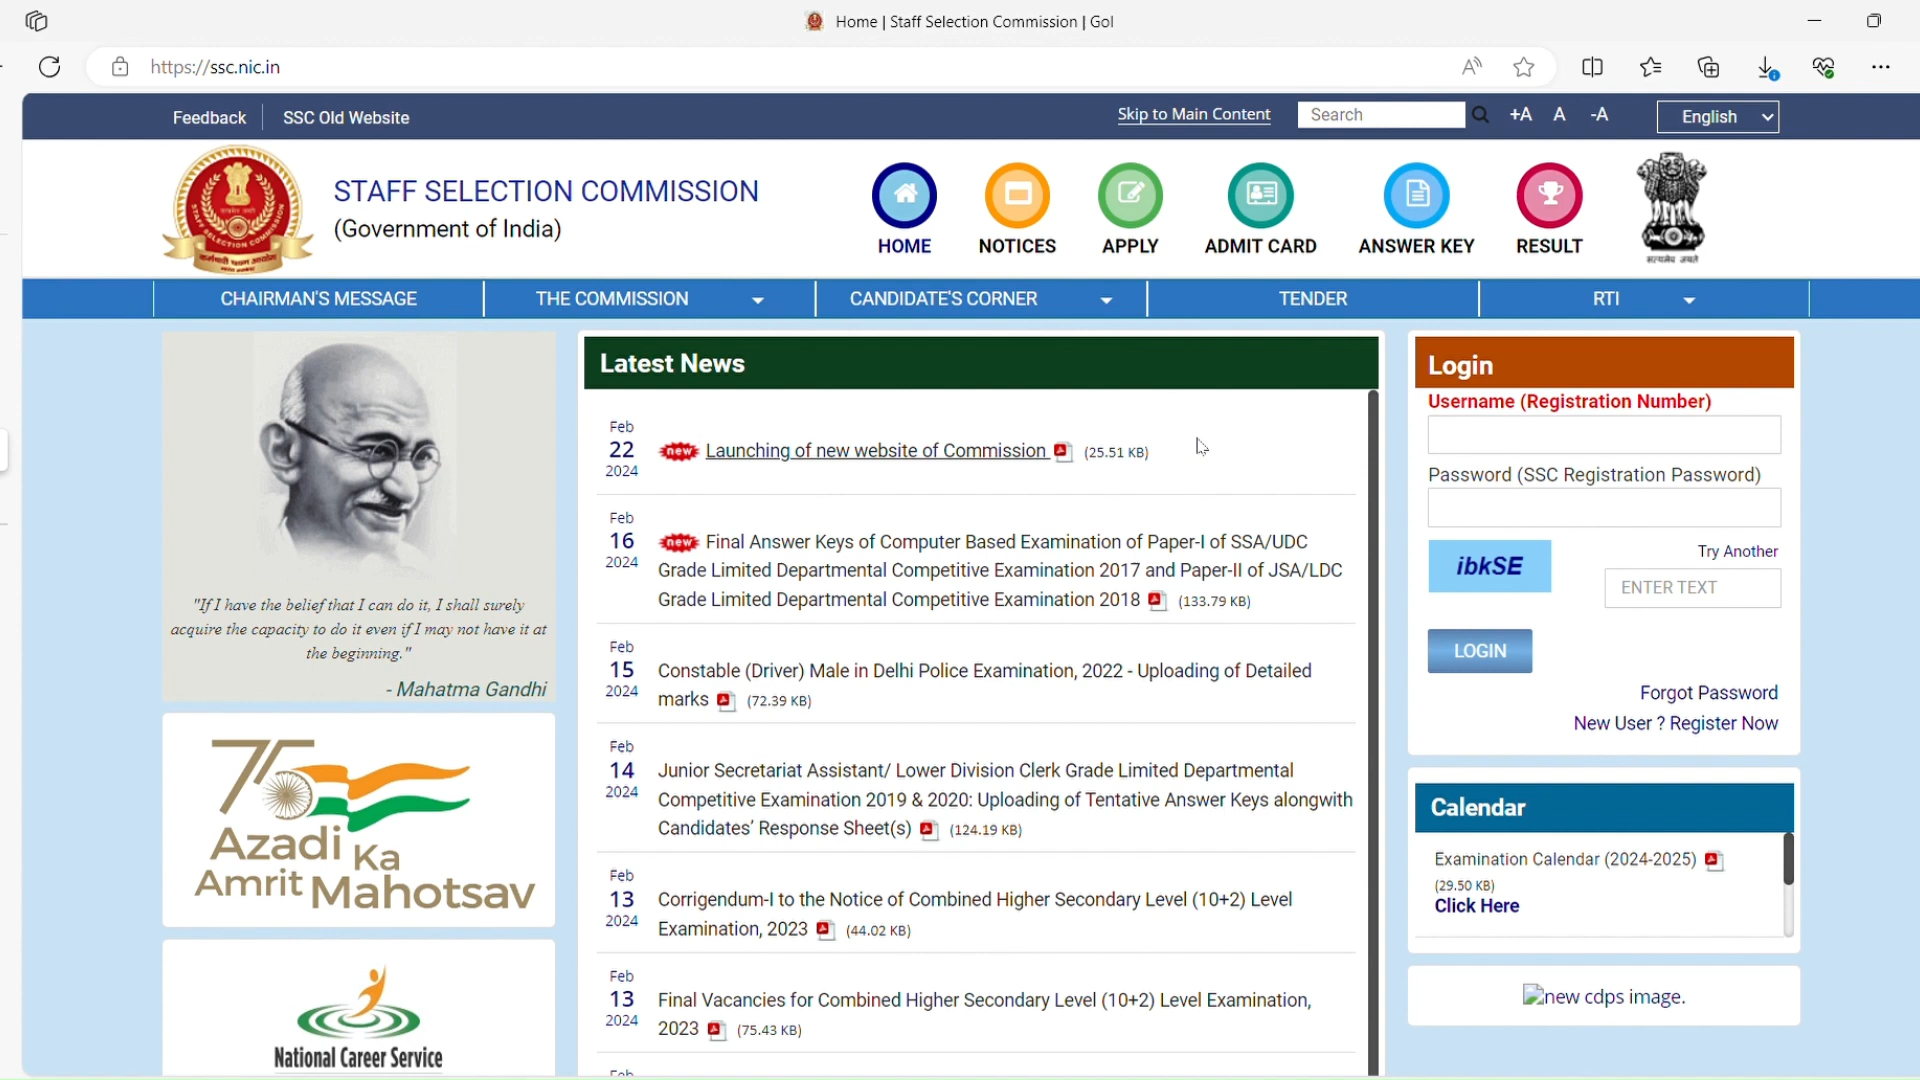 Home | Staff Selection Commission | GoI
https://ssc.nic.in
Feedback
SSC Old Website
Skip to Main Content
Search
+A A -A
English
STAFF SELECTION COMMISSION
(Government of India)
HOME
NOTICES
APPLY
ADMIT CARD
ANSWER KEY
RESULT
सत्यमेव जयते
CHAIRMAN'S MESSAGE
THE COMMISSION
CANDIDATE'S CORNER
TENDER
RTI
"If I have the belief that I can do it, I shall surely
acquire the capacity to do it even if I may not have it at
the beginning."
- Mahatma Gandhi
75
Azadi Ka
Amrit Mahotsav
National Career Service
Latest News
Feb
22
2024
new Launching of new website of Commission (25.51 KB)
Feb
16
2024
new Final Answer Keys of Computer Based Examination of Paper-I of SSA/UDC
Grade Limited Departmental Competitive Examination 2017 and Paper-II of JSA/LDC
Grade Limited Departmental Competitive Examination 2018 (133.79 KB)
Feb
15
2024
Constable (Driver) Male in Delhi Police Examination, 2022 - Uploading of Detailed
marks (72.39 KB)
Feb
14
2024
Junior Secretariat Assistant/ Lower Division Clerk Grade Limited Departmental
Competitive Examination 2019 & 2020: Uploading of Tentative Answer Keys alongwith
Candidates' Response Sheet(s) (124.19 KB)
Feb
13
2024
Corrigendum-I to the Notice of Combined Higher Secondary Level (10+2) Level
Examination, 2023 (44.02 KB)
Feb
13
2024
Final Vacancies for Combined Higher Secondary Level (10+2) Level Examination,
2023 (75.43 KB)
Feb
Login
Username (Registration Number)
Password (SSC Registration Password)
Try Another
ibkSE
ENTER TEXT
LOGIN
Forgot Password
New User ? Register Now
Calendar
Examination Calendar (2024-2025)
(29.50 KB)
Click Here
new cdps image.